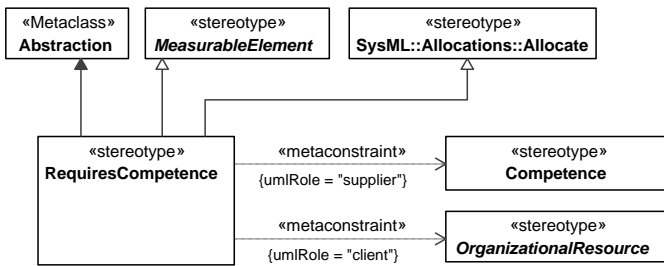 «Metaclass»
Abstraction
«stereotype»
MeasurableElement
«stereotype»
SysML::Allocations::Allocate
«stereotype»
RequiresCompetence
«metaconstraint»
{umlRole = "supplier"}
«stereotype»
Competence
«metaconstraint»
{umlRole = "client"}
«stereotype»
OrganizationalResource